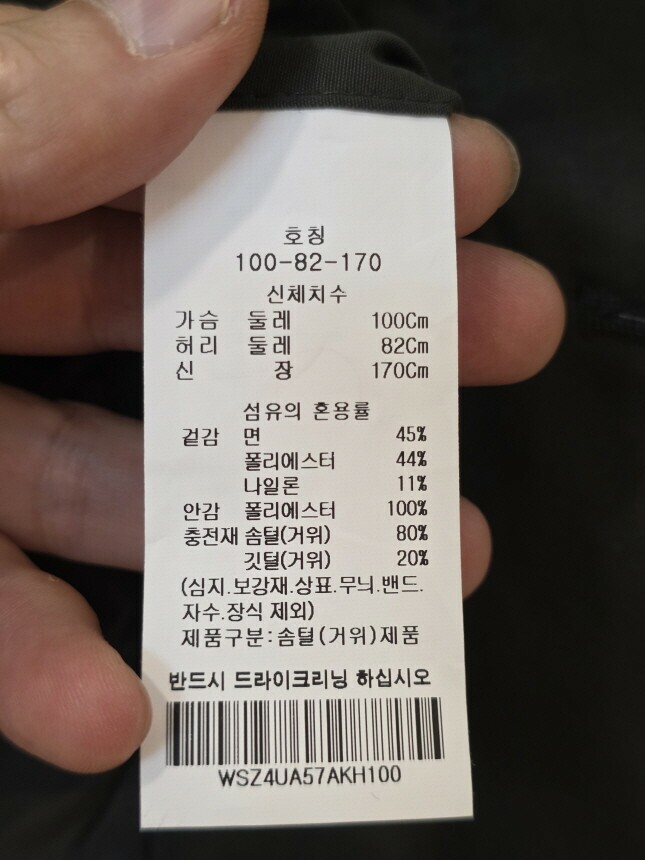 호칭
100-82-170
신체치수
가슴 둘레 100Cm
허리 둘레 82Cm
신 장 170Cm
섬유의 혼용률
겉감 면 45%
폴리에스터 44%
나일론 11%
안감 폴리에스터 100%
충전재 솜털(거위) 80%
깃털(거위) 20%
(심지.보강재.상표.무늬.밴드.
자수.장식 제외)
제품구분:솜털(거위)제품
반드시 드라이크리닝 하십시오
WSZ4UA57AKH100